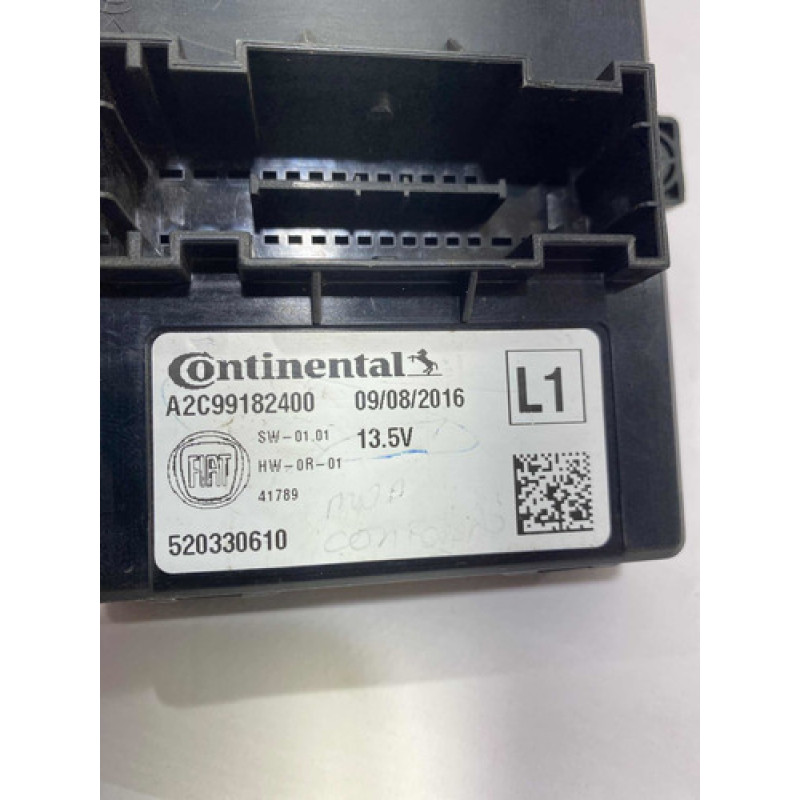 Continental
A2C99182400 09/08/2016
L1
SW-01.01 13.5V
FIAT
HW-0R-01
41789
520330610